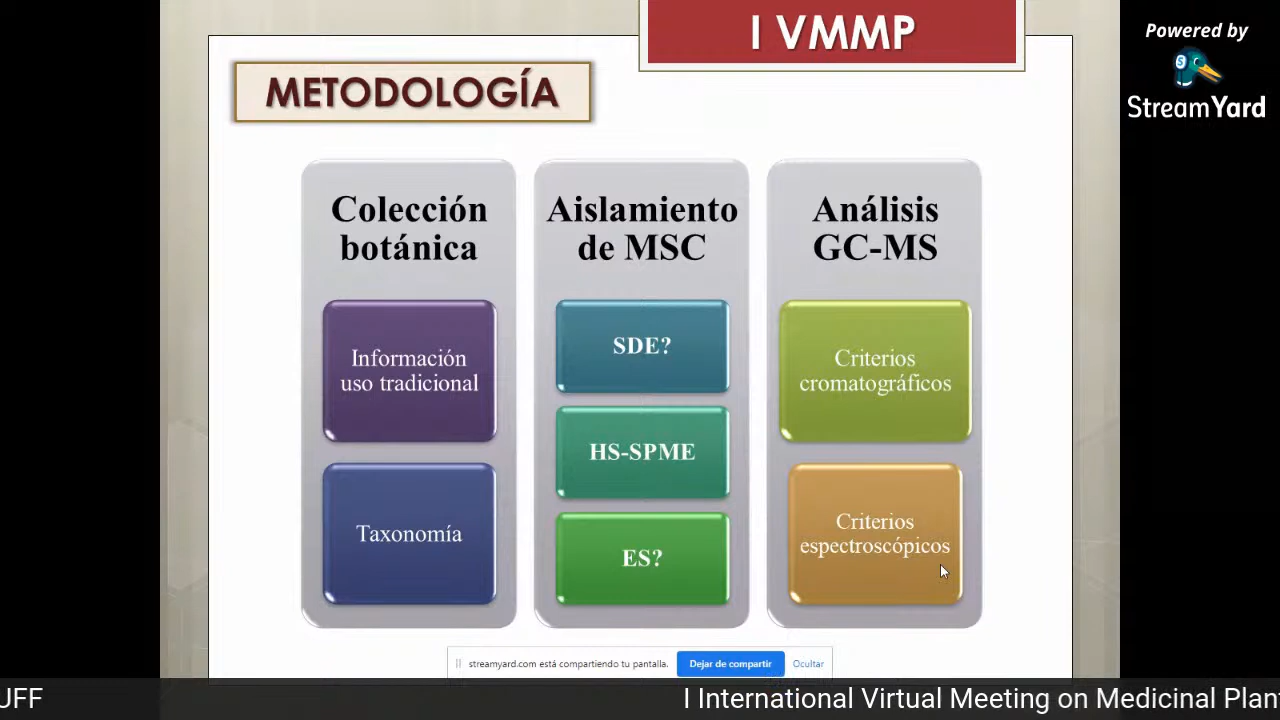 I VMMP
Powered by
StreamYard
METODOLOGÍA
Colección
botánica
Información
uso tradicional
Taxonomía
Aislamiento
de MSC
SDE?
HS-SPME
ES?
Análisis
GC-MS
Criterios
cromatográficos
Criterios
espectroscópicos
streamyard.com está compartiendo tu pantalla.
Dejar de compartir
Ocultar
UFF
I International Virtual Meeting on Medicinal Plan